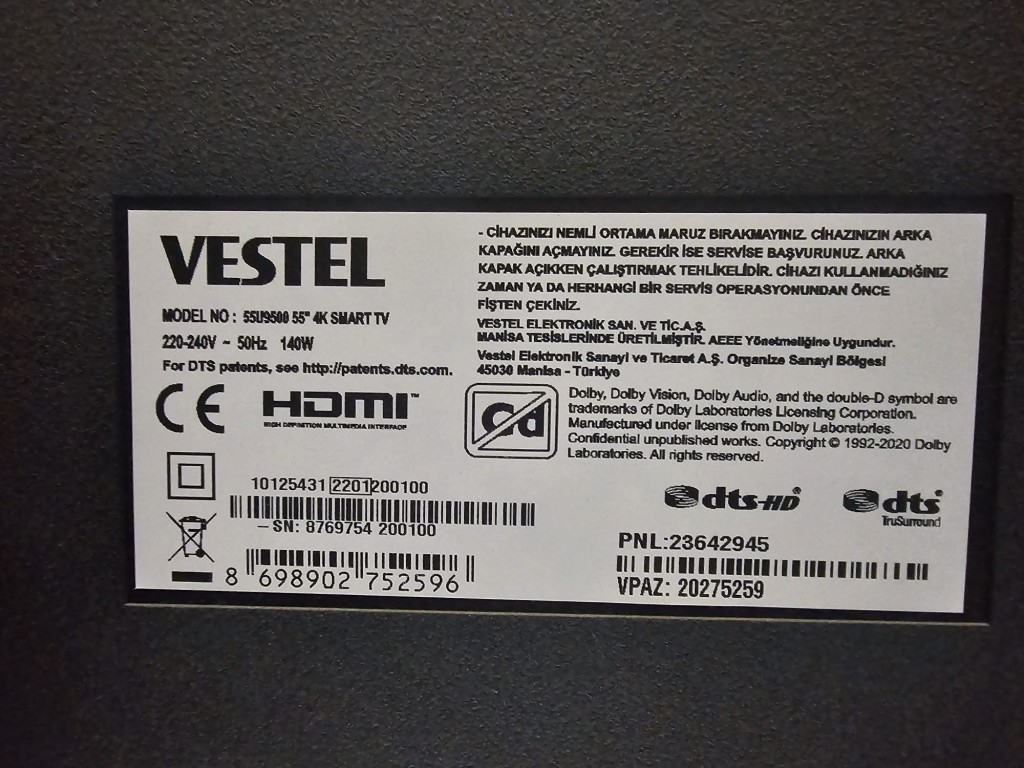 VESTEL
MODEL NO : 55U9500 55" 4K SMART TV
220-240V ~ 50Hz 140W
For DTS patents, see http://patents.dts.com.
CE
HDMI™
HIGH DEFINITION MULTIMEDIA INTERFACE
10125431 2201 200100
SN: 8769754 200100
8 698902 752596
- CİHAZINIZI NEMLİ ORTAMA MARUZ BIRAKMAYINIZ. CİHAZINIZIN ARKA
KAPAĞINI AÇMAYINIZ. GEREKİR İSE SERVİSE BAŞVURUNUZ. ARKA
KAPAK AÇIKKEN ÇALIŞTIRMAK TEHLİKELİDİR. CİHAZI KULLANMADIĞINIZ
ZAMAN YA DA HERHANGİ BİR SERVİS OPERASYONUNDAN ÖNCE
FİŞTEN ÇEKİNİZ.
VESTEL ELEKTRONİK SAN. VE TİC.A.Ş.
MANİSA TESİSLERİNDE ÜRETİLMİŞTİR. AEEE Yönetmeliğine Uygundur.
Vestel Elektronik Sanayi ve Ticaret A.Ş. Organize Sanayi Bölgesi
45030 Manisa - Türkiye
Cd
Dolby, Dolby Vision, Dolby Audio, and the double-D symbol are
trademarks of Dolby Laboratories Licensing Corporation.
Manufactured under license from Dolby Laboratories.
Confidential unpublished works. Copyright © 1992-2020 Dolby
Laboratories. All rights reserved.
dts-HD®
dts®
TruSurround
PNL:23642945
VPAZ: 20275259